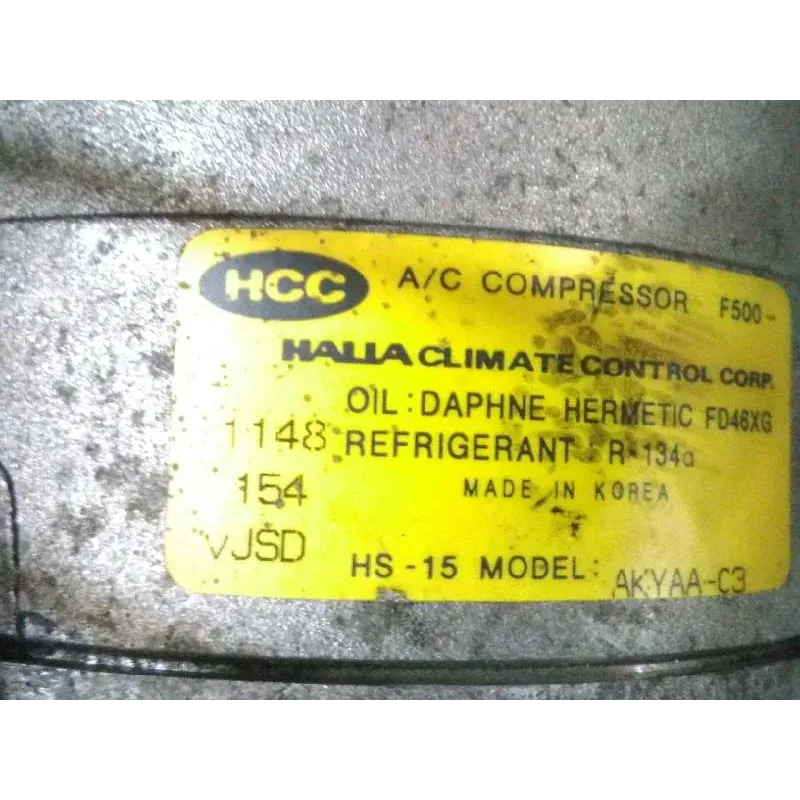 HCC A/C COMPRESSOR F500-
HALLA CLIMATE CONTROL CORP.
OIL: DAPHNE HERMETIC FD46XG
1148 REFRIGERANT : R-134a
154 MADE IN KOREA
VJSD HS-15 MODEL: AKYAA-C3